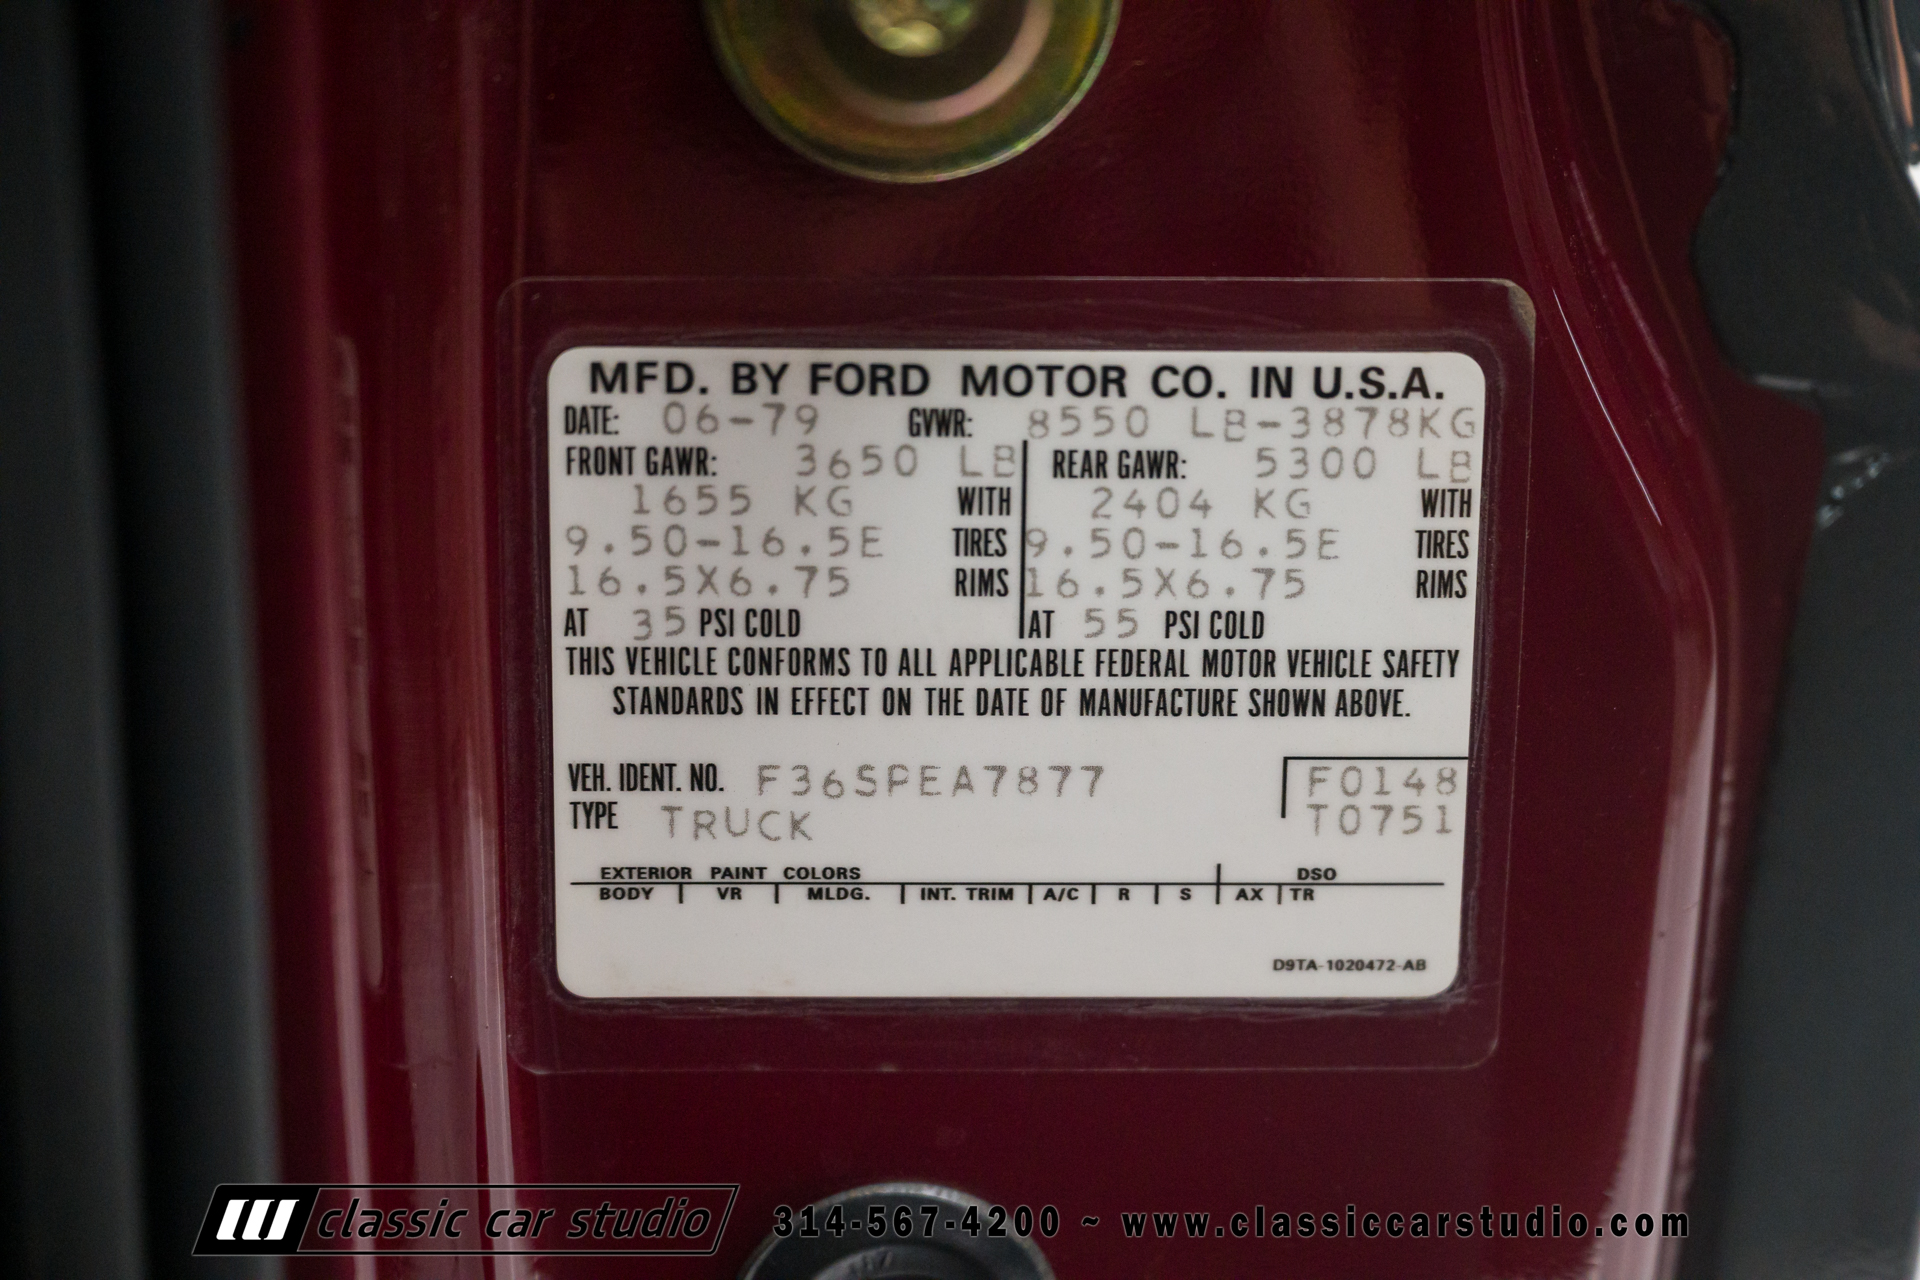 MFD. BY FORD MOTOR CO. IN U.S.A.
DATE: 06-79 GVWR: 8550 LB-3878KG
FRONT GAWR: 3650 LB REAR GAWR: 5300 LB
1655 KG WITH 2404 KG WITH
9.50-16.5E TIRES 9.50-16.5E TIRES
16.5X6.75 RIMS 16.5X6.75 RIMS
AT 35 PSI COLD AT 55 PSI COLD
THIS VEHICLE CONFORMS TO ALL APPLICABLE FEDERAL MOTOR VEHICLE SAFETY
STANDARDS IN EFFECT ON THE DATE OF MANUFACTURE SHOWN ABOVE.
VEH. IDENT. NO. F36SPEA7877 F0148
TYPE TRUCK T0751
EXTERIOR PAINT COLORS DSO
BODY VR MLDG. INT. TRIM A/C R S AX TR
D9TA-1020472-AB
classic car studio 314-567-4200 ~ www.classiccarstudio.com